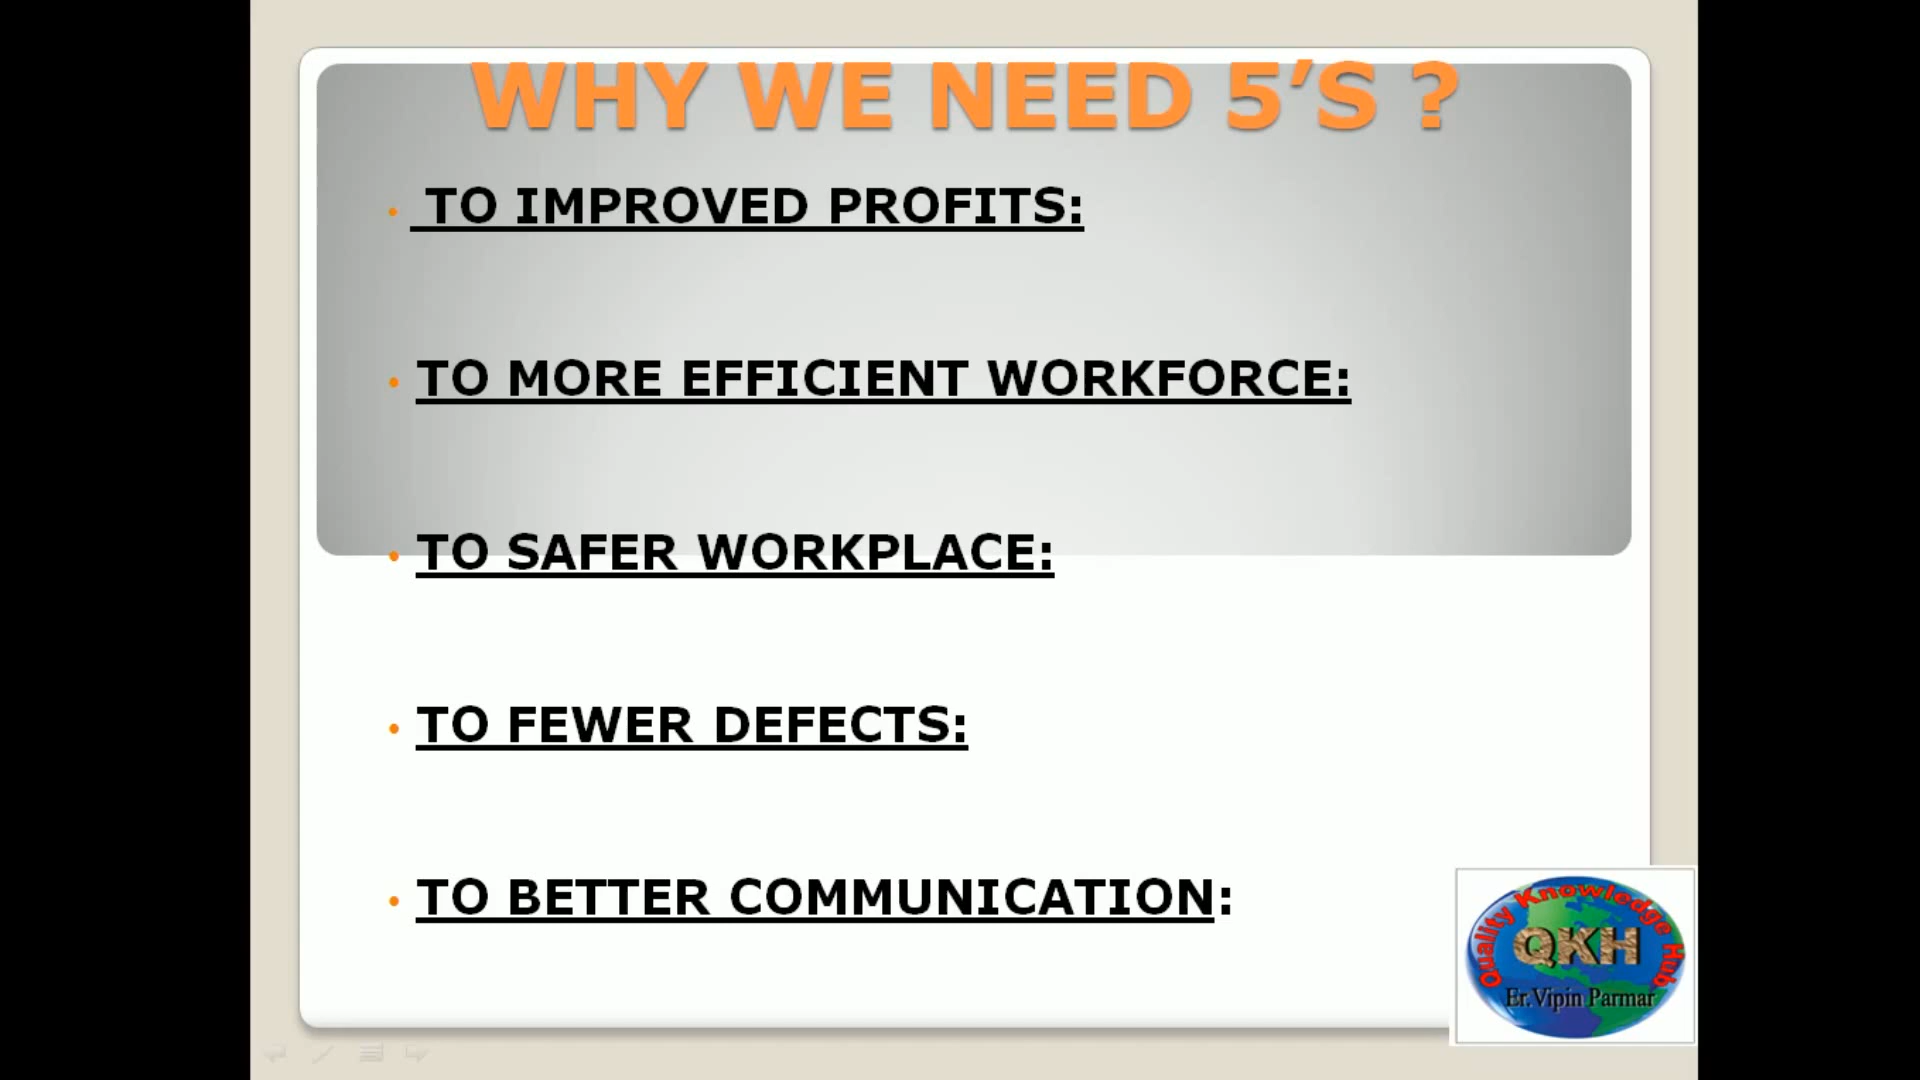 WHY WE NEED 5’S ?
• TO IMPROVED PROFITS:
• TO MORE EFFICIENT WORKFORCE:
• TO SAFER WORKPLACE:
• TO FEWER DEFECTS:
• TO BETTER COMMUNICATION:
Quality Knowledge Hub
QKH
Er.Vipin Parmar